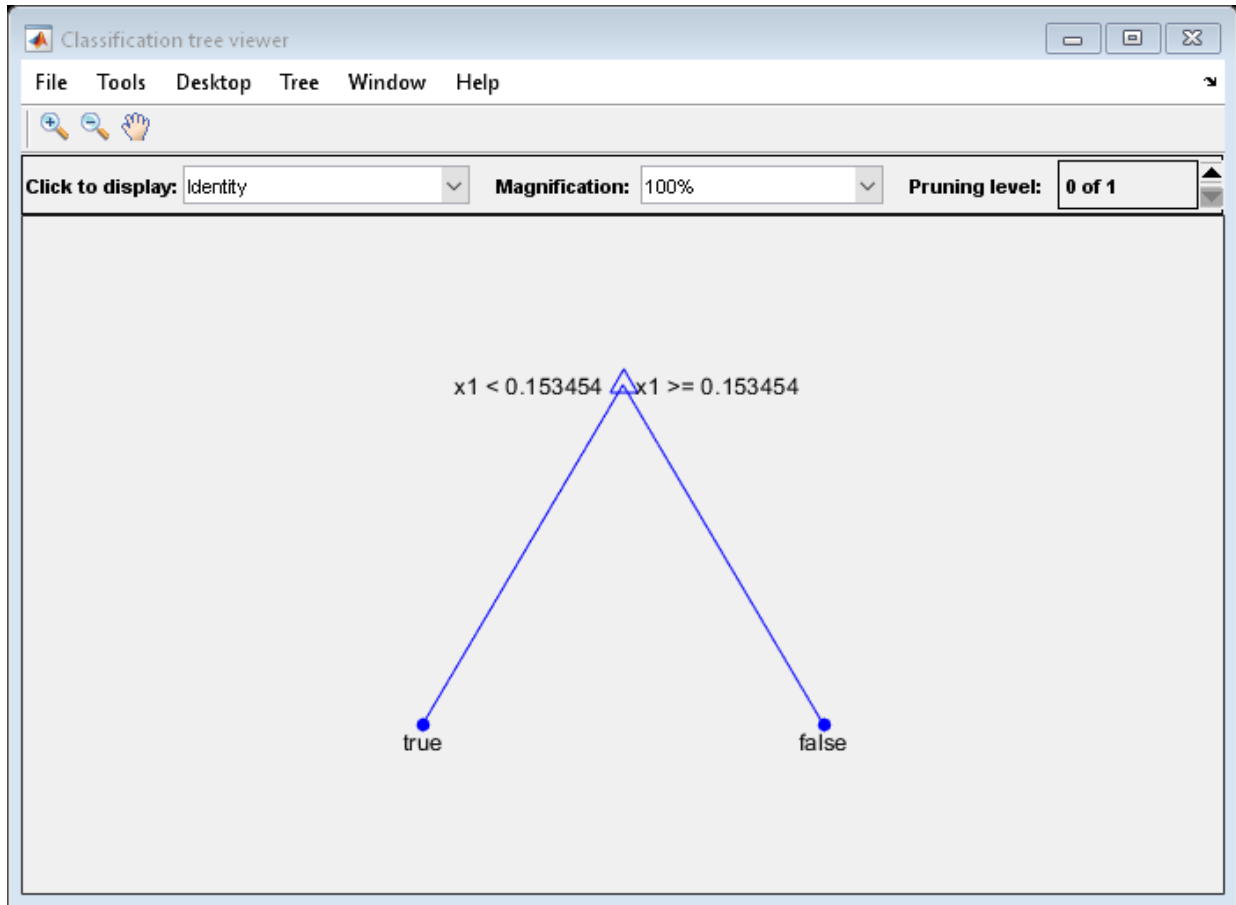 Classification tree viewer
File Tools Desktop Tree Window Help
Click to display: Identity Magnification: 100% Pruning level: 0 of 1
x1 < 0.153454 x1 >= 0.153454
true false